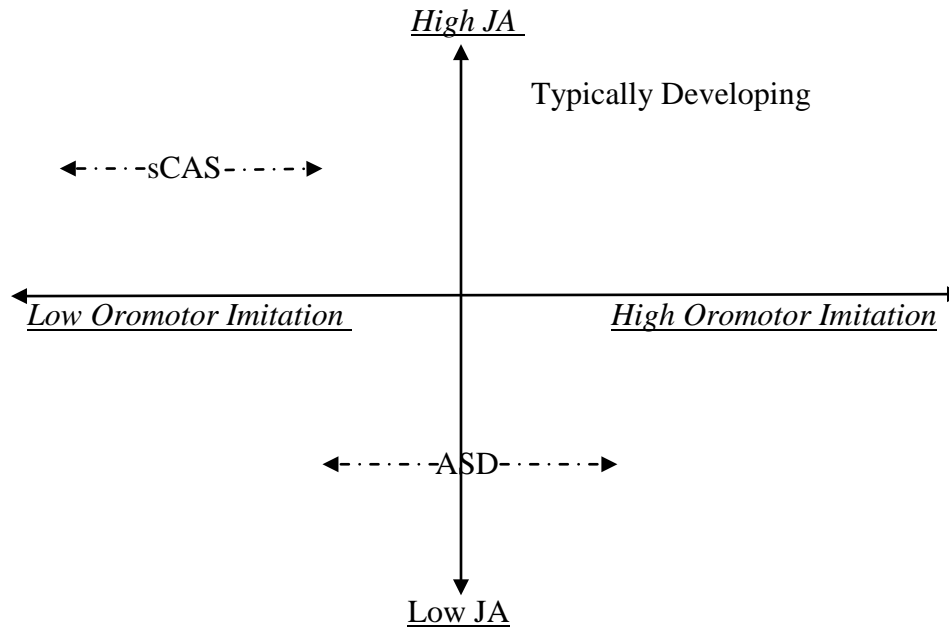 High JA
Typically Developing
sCAS
Low Oromotor Imitation
High Oromotor Imitation
ASD
Low JA